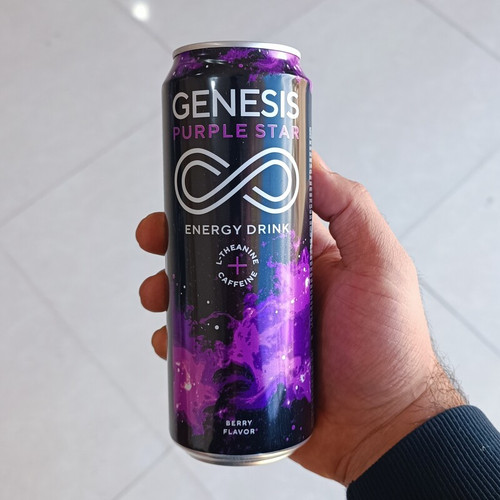 GENESIS
PURPLE STAR
ENERGY DRINK
L-THEANINE
+
CAFFEINE
BERRY
FLAVOR*